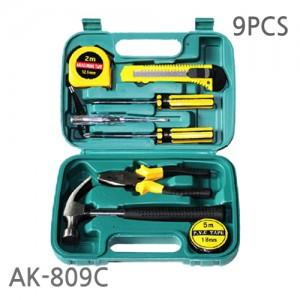 9PCS
2m
MEASURING TAPE
12.5mm
5m
P.V.C TAPE
18mm
AK-809C